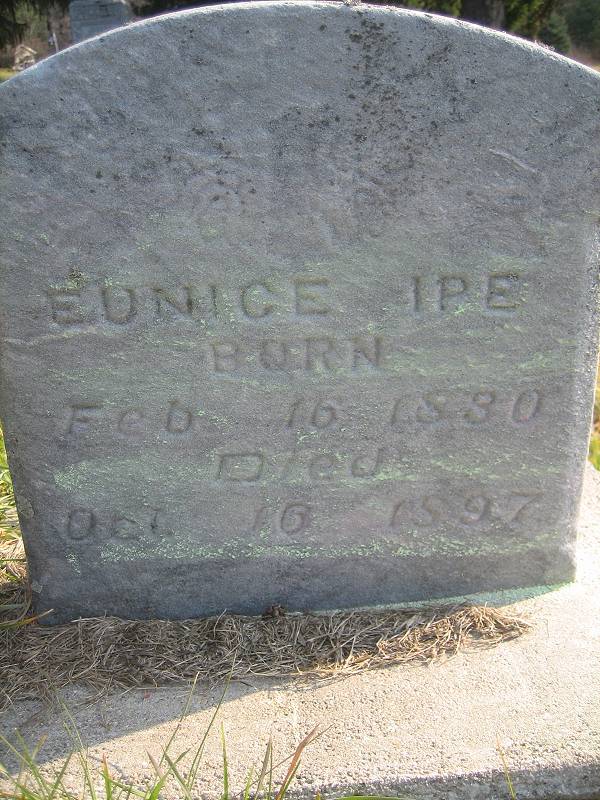 EUNICE IPE
BORN
Feb 16 1830
Died
Oct. 16 1897